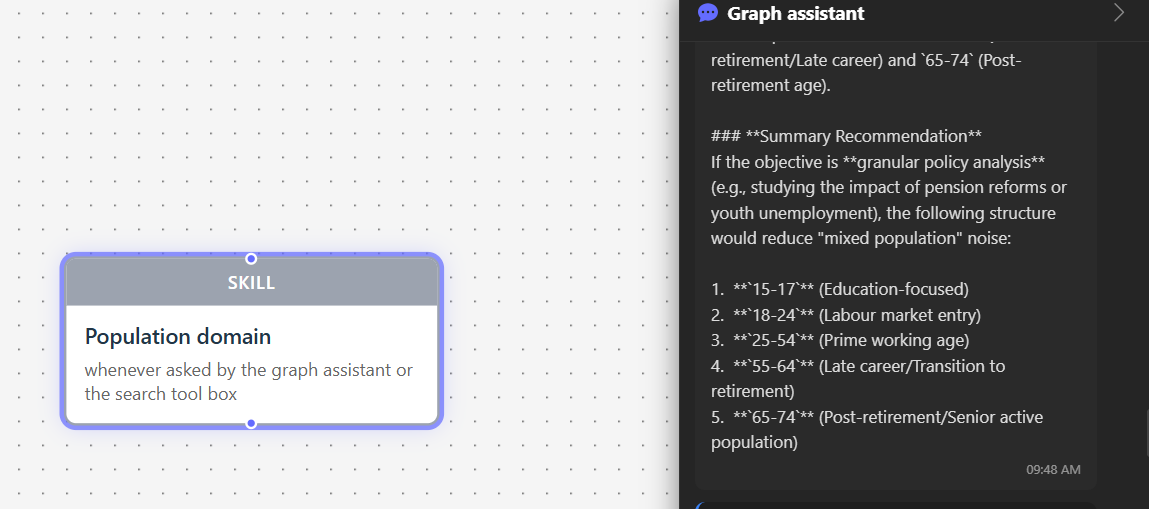 Graph assistant
retirement/Late career) and `65-74` (Post-
retirement age).
### **Summary Recommendation**
If the objective is **granular policy analysis**
(e.g., studying the impact of pension reforms or
youth unemployment), the following structure
would reduce "mixed population" noise:
1. **`15-17`** (Education-focused)
2. **`18-24`** (Labour market entry)
3. **`25-54`** (Prime working age)
4. **`55-64`** (Late career/Transition to
retirement)
5. **`65-74`** (Post-retirement/Senior active
population)
09:48 AM
SKILL
Population domain
whenever asked by the graph assistant or
the search tool box